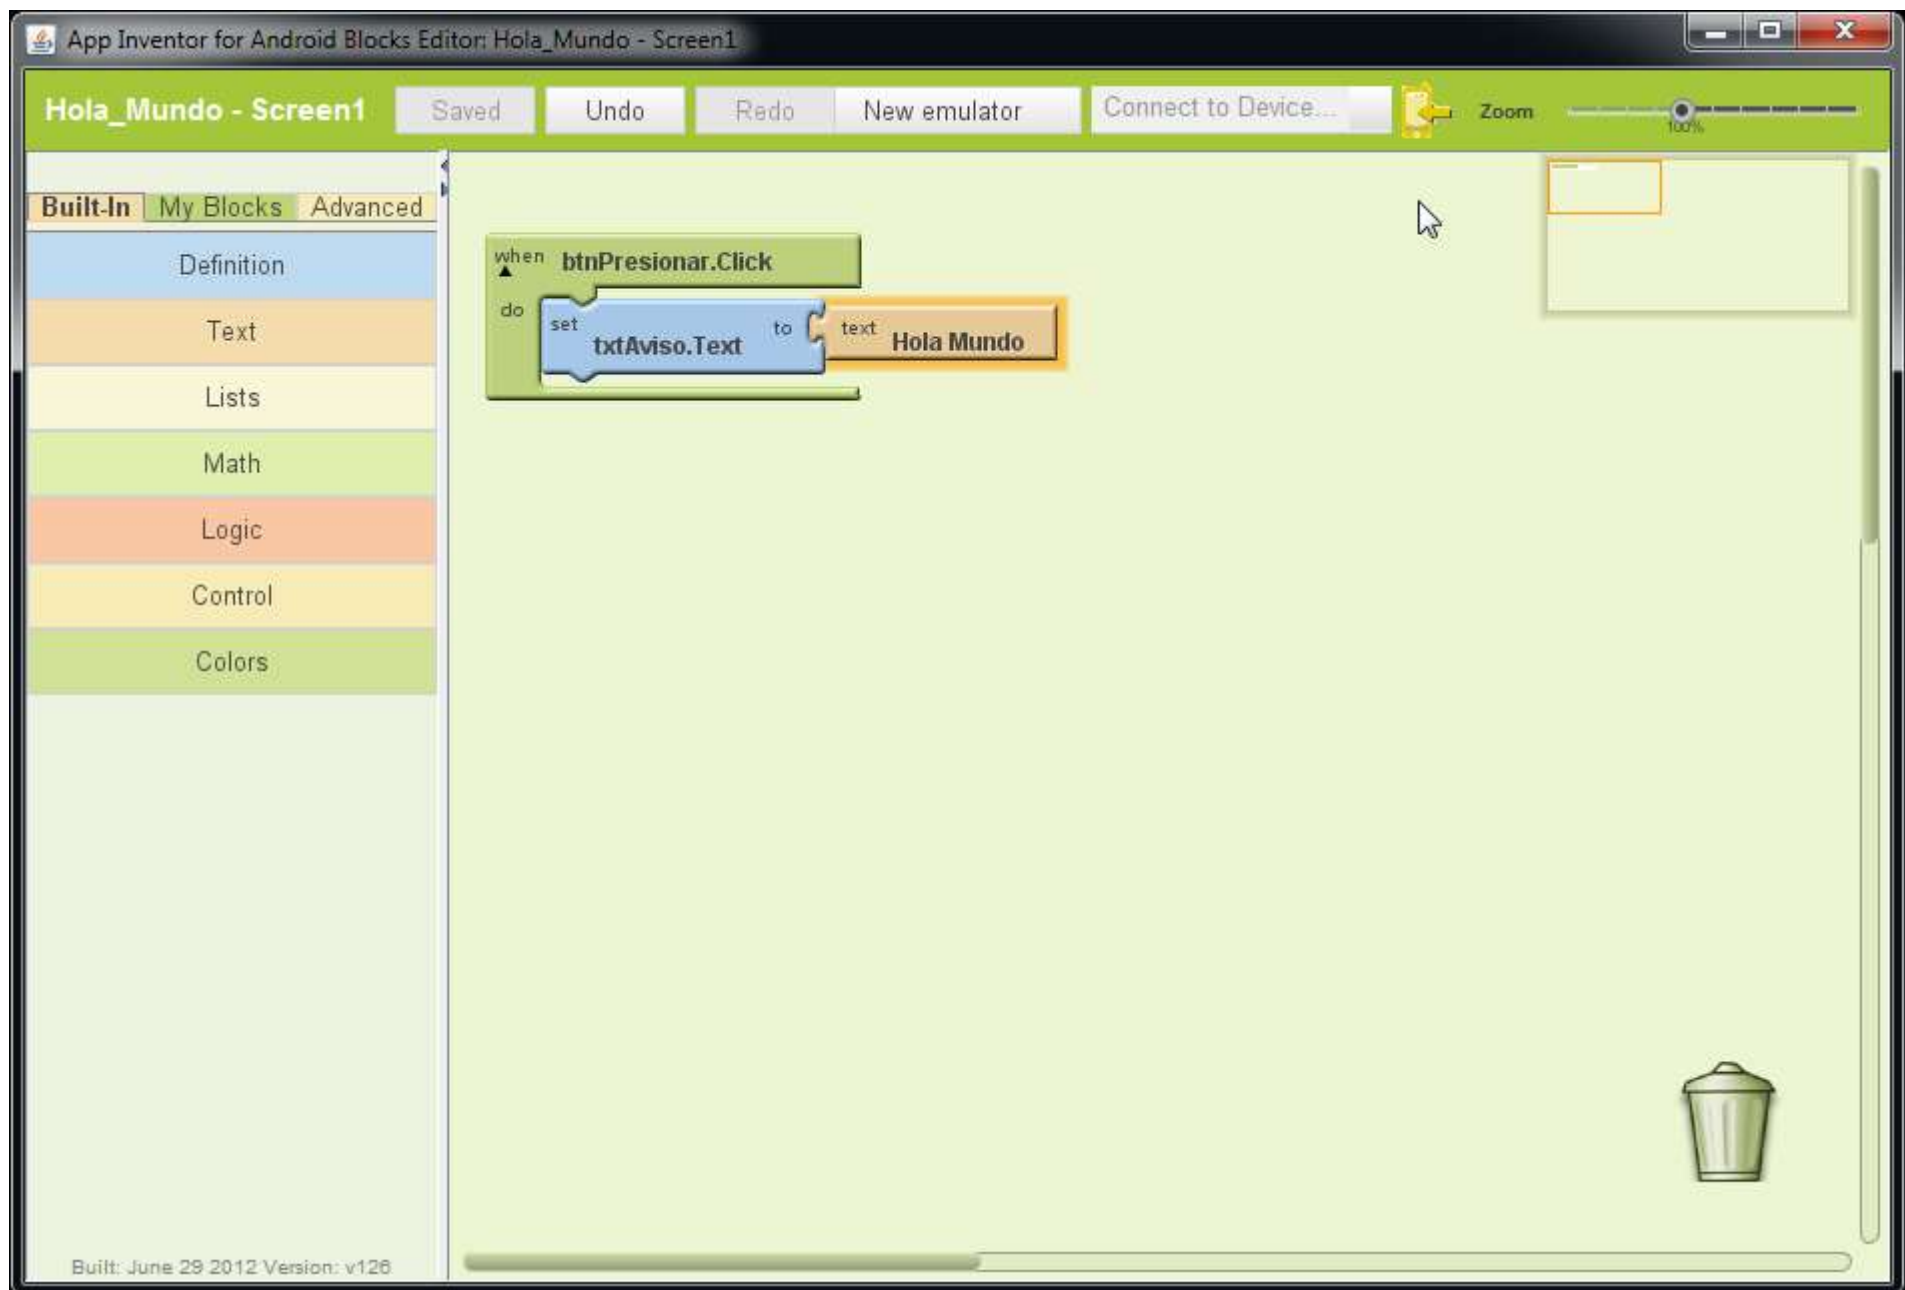 App Inventor for Android Blocks Editor: Hola_Mundo - Screen1
Hola_Mundo - Screen1 Saved Undo Redo New emulator Connect to Device... Zoom
100%
Built-In My Blocks Advanced
Definition
Text
Lists
Math
Logic
Control
Colors
when btnPresionar.Click
do set txtAviso.Text to text Hola Mundo
Built: June 29 2012 Version: v126